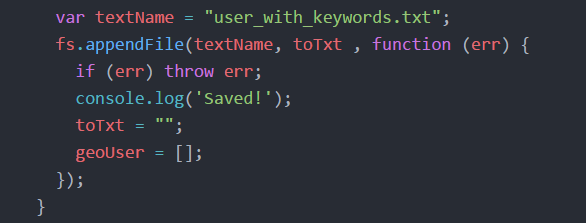 var textName = "user_with_keywords.txt";
fs.appendFile(textName, toTxt , function (err) {
if (err) throw err;
console.log('Saved!');
toTxt = "";
geoUser = [];
});
}